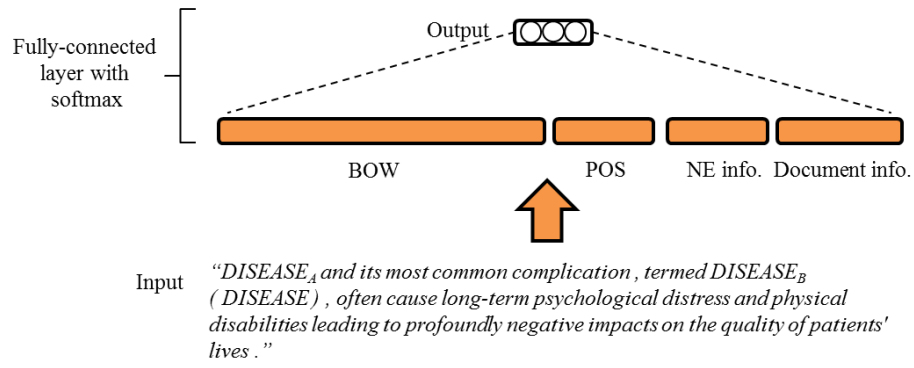 Output
Fully-connected
layer with
softmax
BOW
POS
NE info.
Document info.
Input
“DISEASE_A and its most common complication , termed DISEASE_B
( DISEASE ) , often cause long-term psychological distress and physical
disabilities leading to profoundly negative impacts on the quality of patients'
lives .”